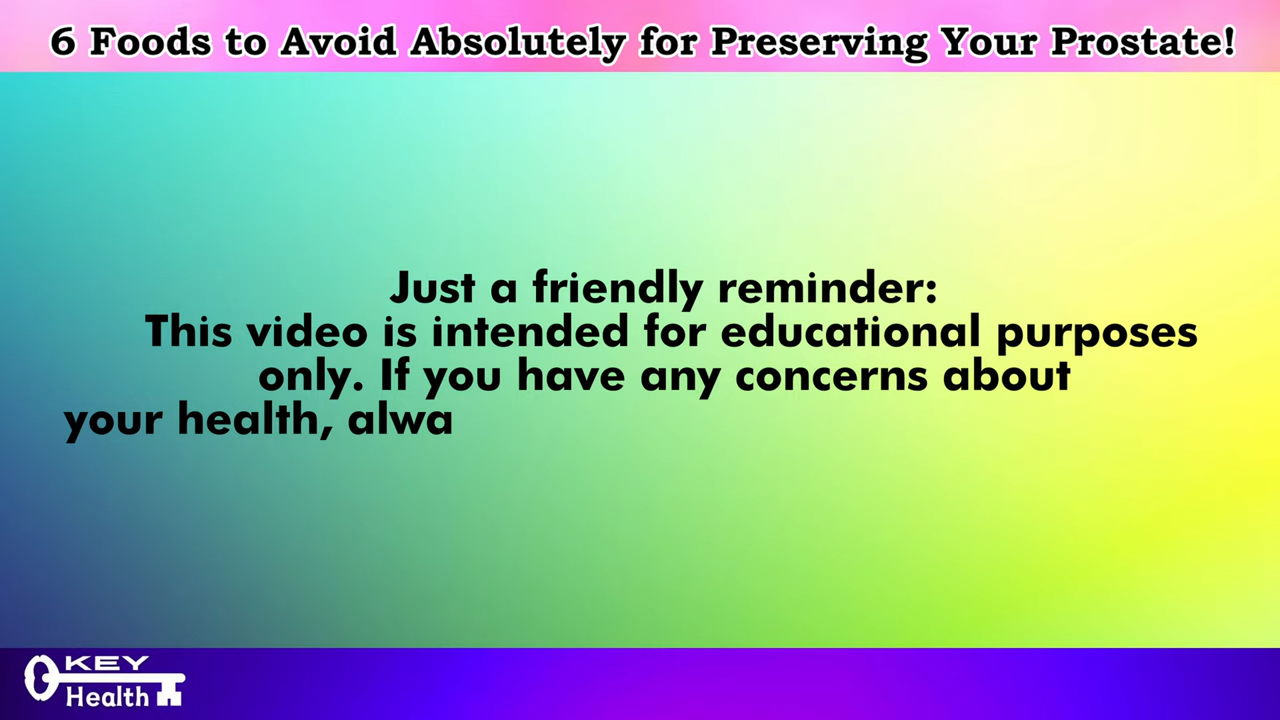 6 Foods to Avoid Absolutely for Preserving Your Prostate!
Just a friendly reminder:
This video is intended for educational purposes
only. If you have any concerns about
your health, alwa
KEY
Health